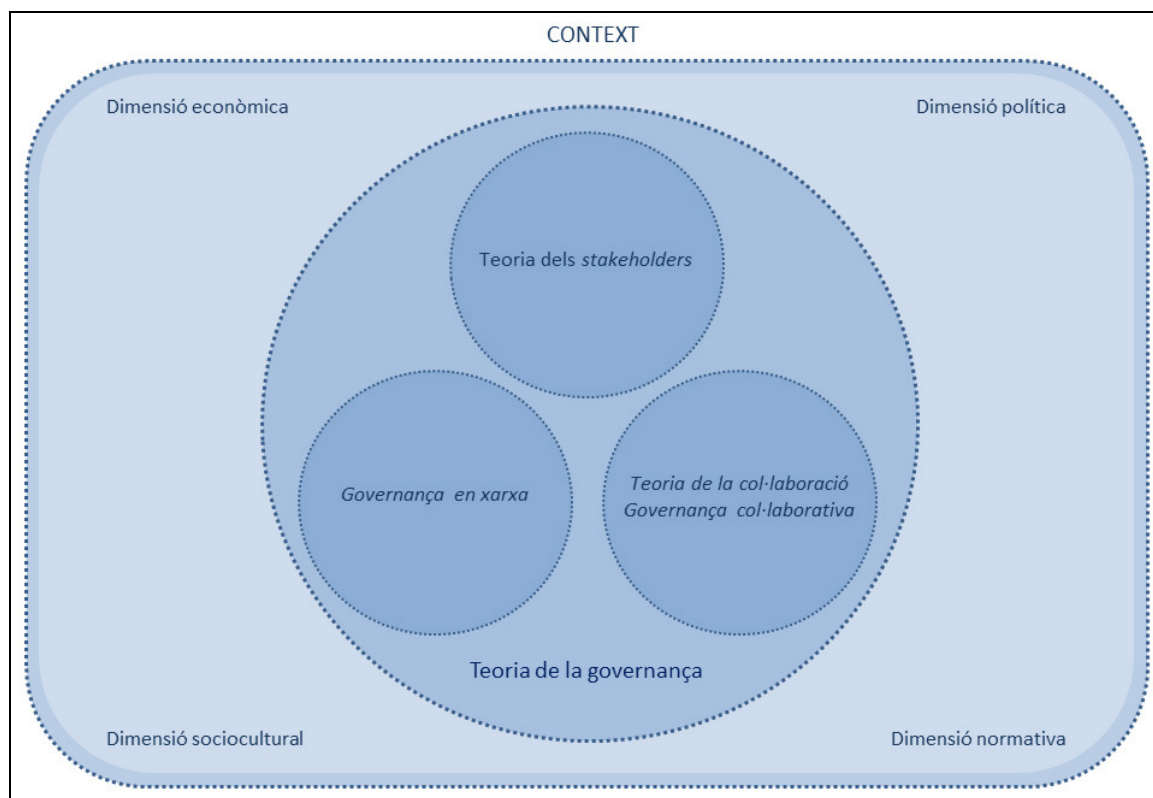 CONTEXT
Dimensió econòmica
Dimensió política
Teoria dels stakeholders
Governança en xarxa
Teoria de la col·laboració
Governança col·laborativa
Teoria de la governança
Dimensió sociocultural
Dimensió normativa